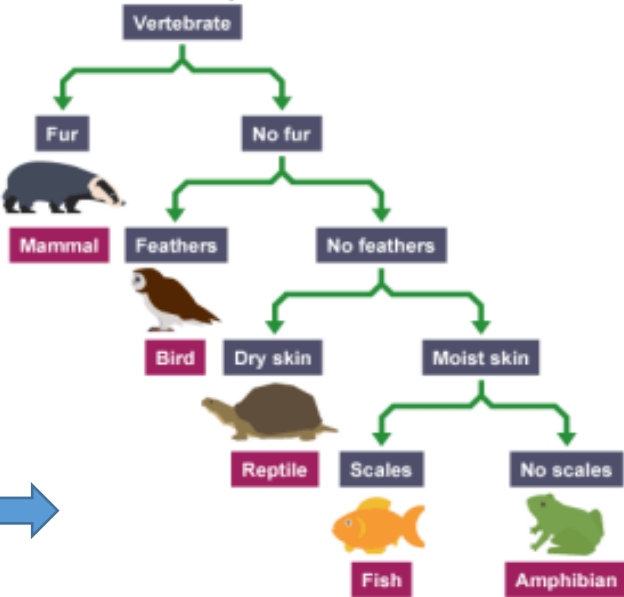 Vertebrate
Fur
No fur
Mammal
Feathers
No feathers
Bird
Dry skin
Moist skin
Reptile
Scales
No scales
Fish
Amphibian